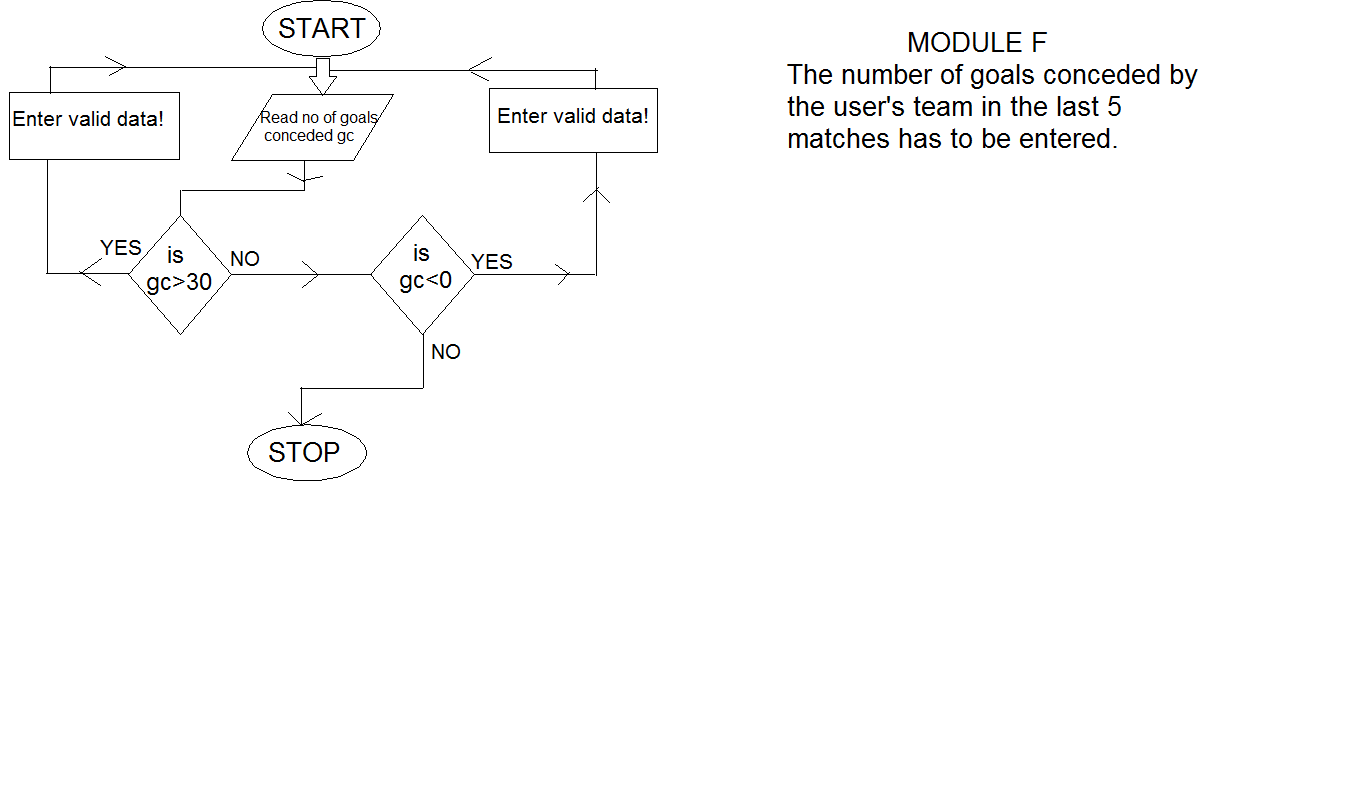 START
MODULE F
The number of goals conceded by
the user's team in the last 5
matches has to be entered.
Enter valid data!
Read no of goals
conceded gc
Enter valid data!
YES
is
gc>30
NO
is
gc<0
YES
NO
STOP